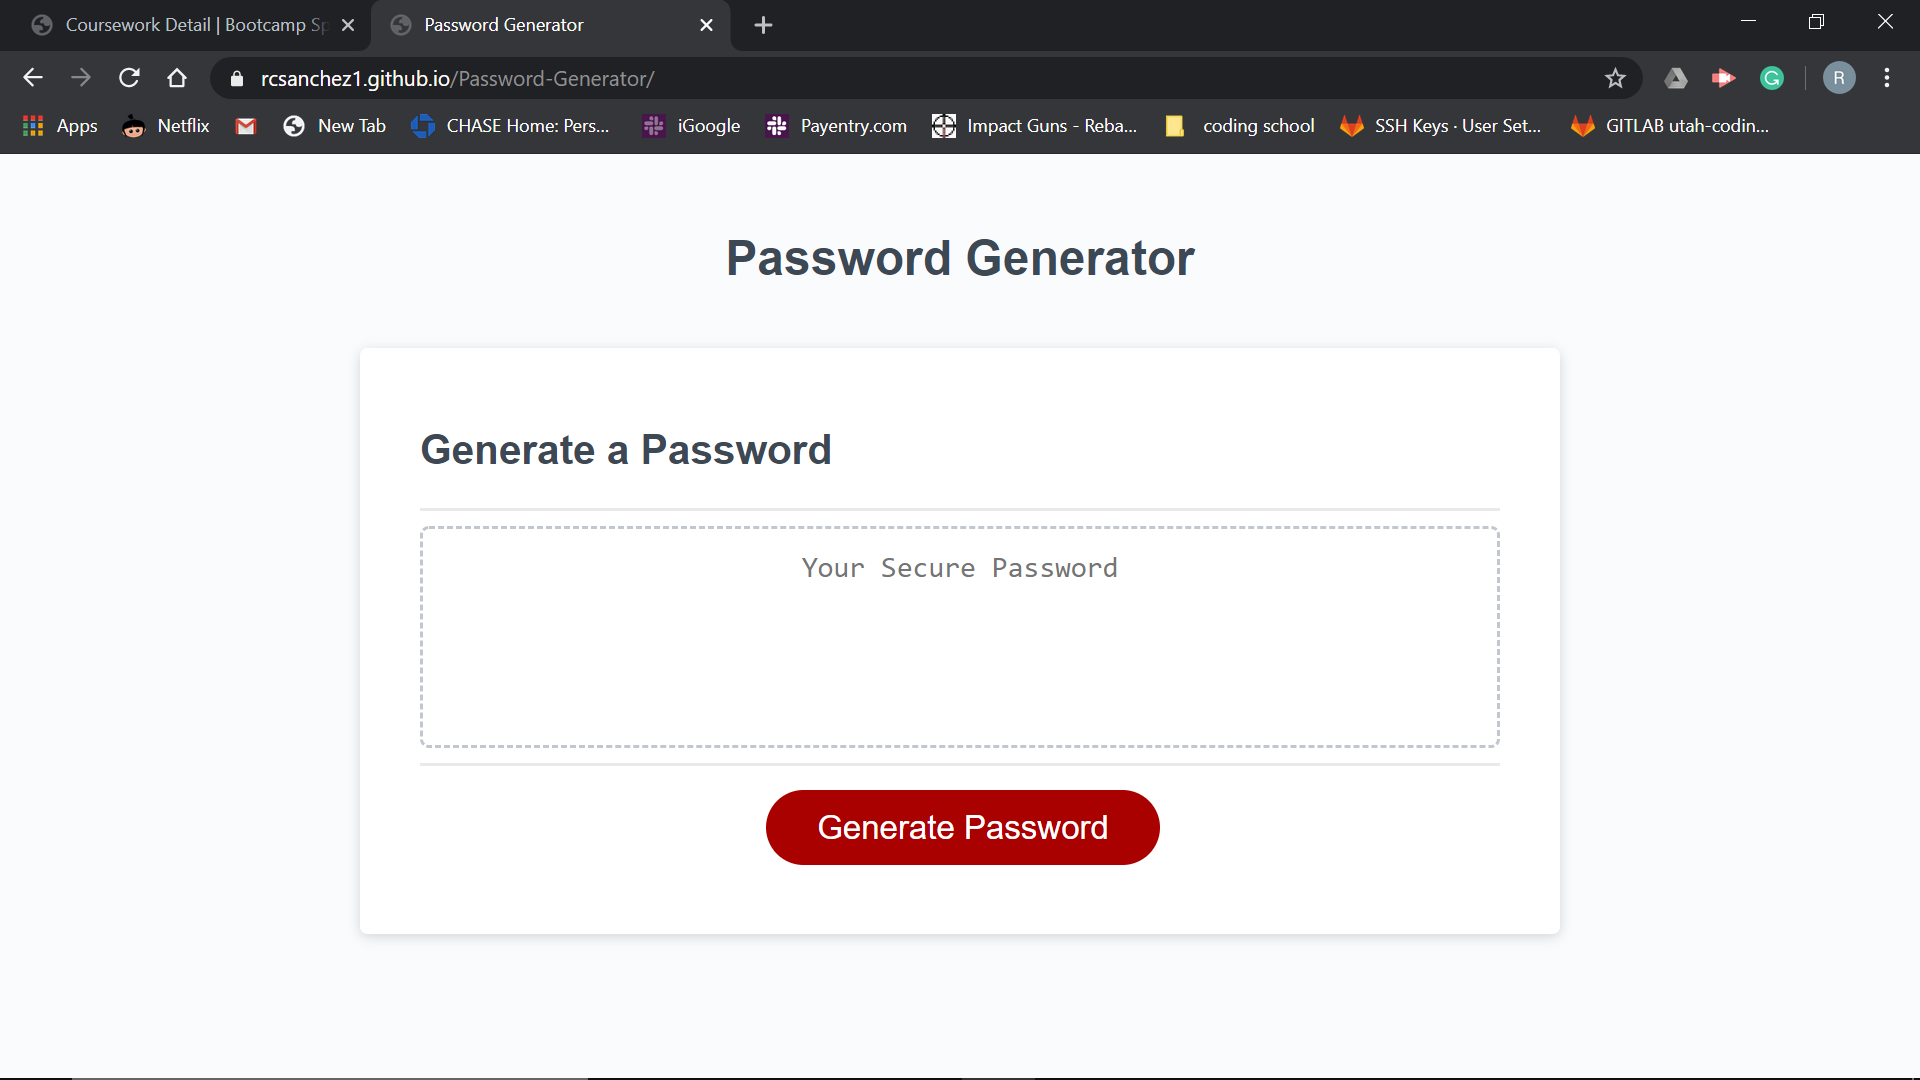 Coursework Detail | Bootcamp Sp
Password Generator
rcsanchez1.github.io/Password-Generator/
R
Apps
Netflix
New Tab
CHASE Home: Pers...
iGoogle
Payentry.com
Impact Guns - Reba...
coding school
SSH Keys · User Set...
GITLAB utah-codin...
Password Generator
Generate a Password
Your Secure Password
Generate Password